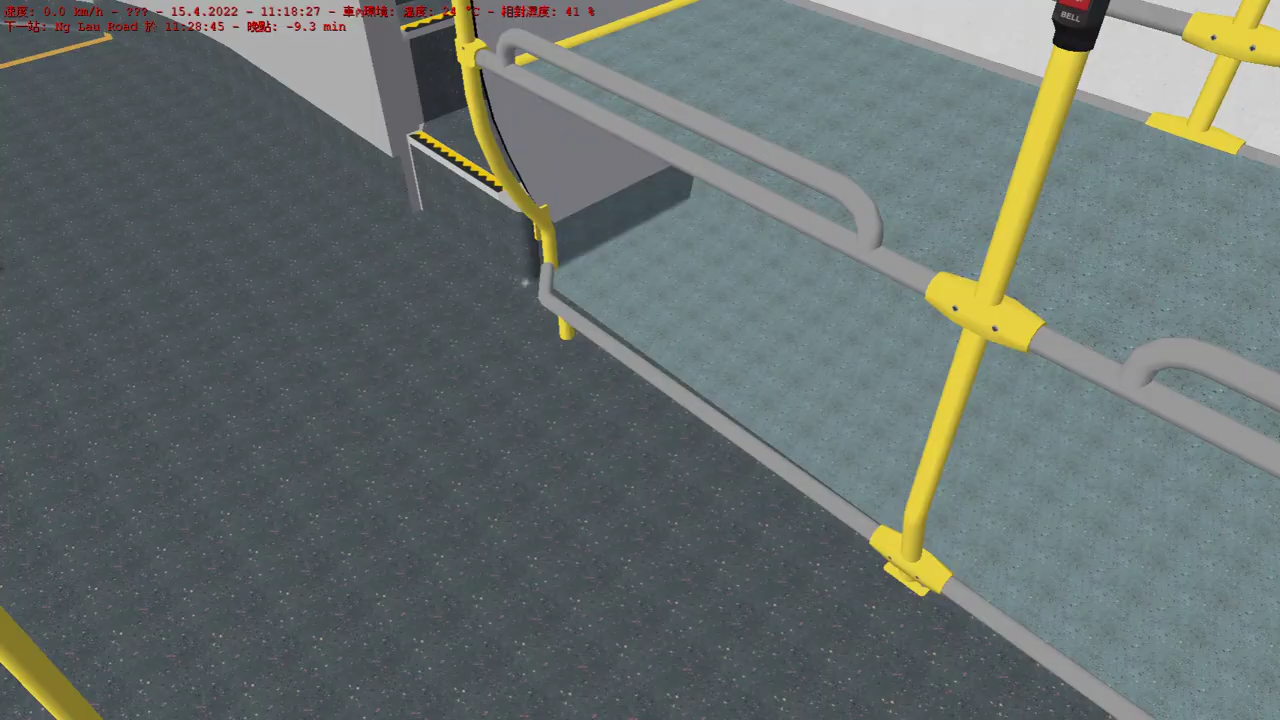 速度: 0.0 km/h - ??? - 15.4.2022 - 11:18:27 - 車內環境: 溫度: 24 °C - 相對濕度: 41 %
下一站: Ng Lau Road 於 11:28:45 - 晚點: -9.3 min
BELL